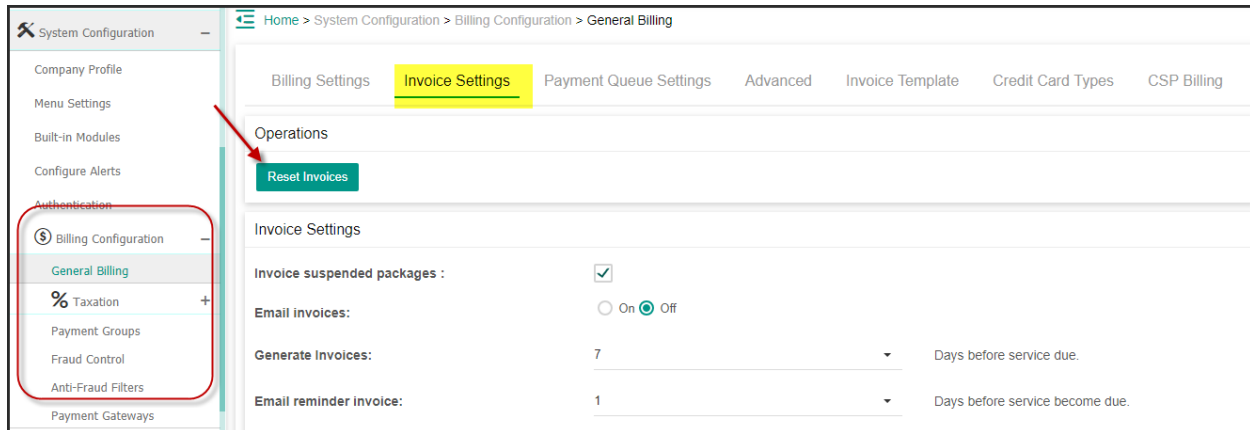 System Configuration –
Company Profile
Menu Settings
Built-in Modules
Configure Alerts
Authentication
$ Billing Configuration –
General Billing
% Taxation +
Payment Groups
Fraud Control
Anti-Fraud Filters
Payment Gateways
Home > System Configuration > Billing Configuration > General Billing
Billing Settings Invoice Settings Payment Queue Settings Advanced Invoice Template Credit Card Types CSP Billing
Operations
Reset Invoices
Invoice Settings
Invoice suspended packages :
Email invoices: On Off
Generate Invoices: 7 Days before service due.
Email reminder invoice: 1 Days before service become due.